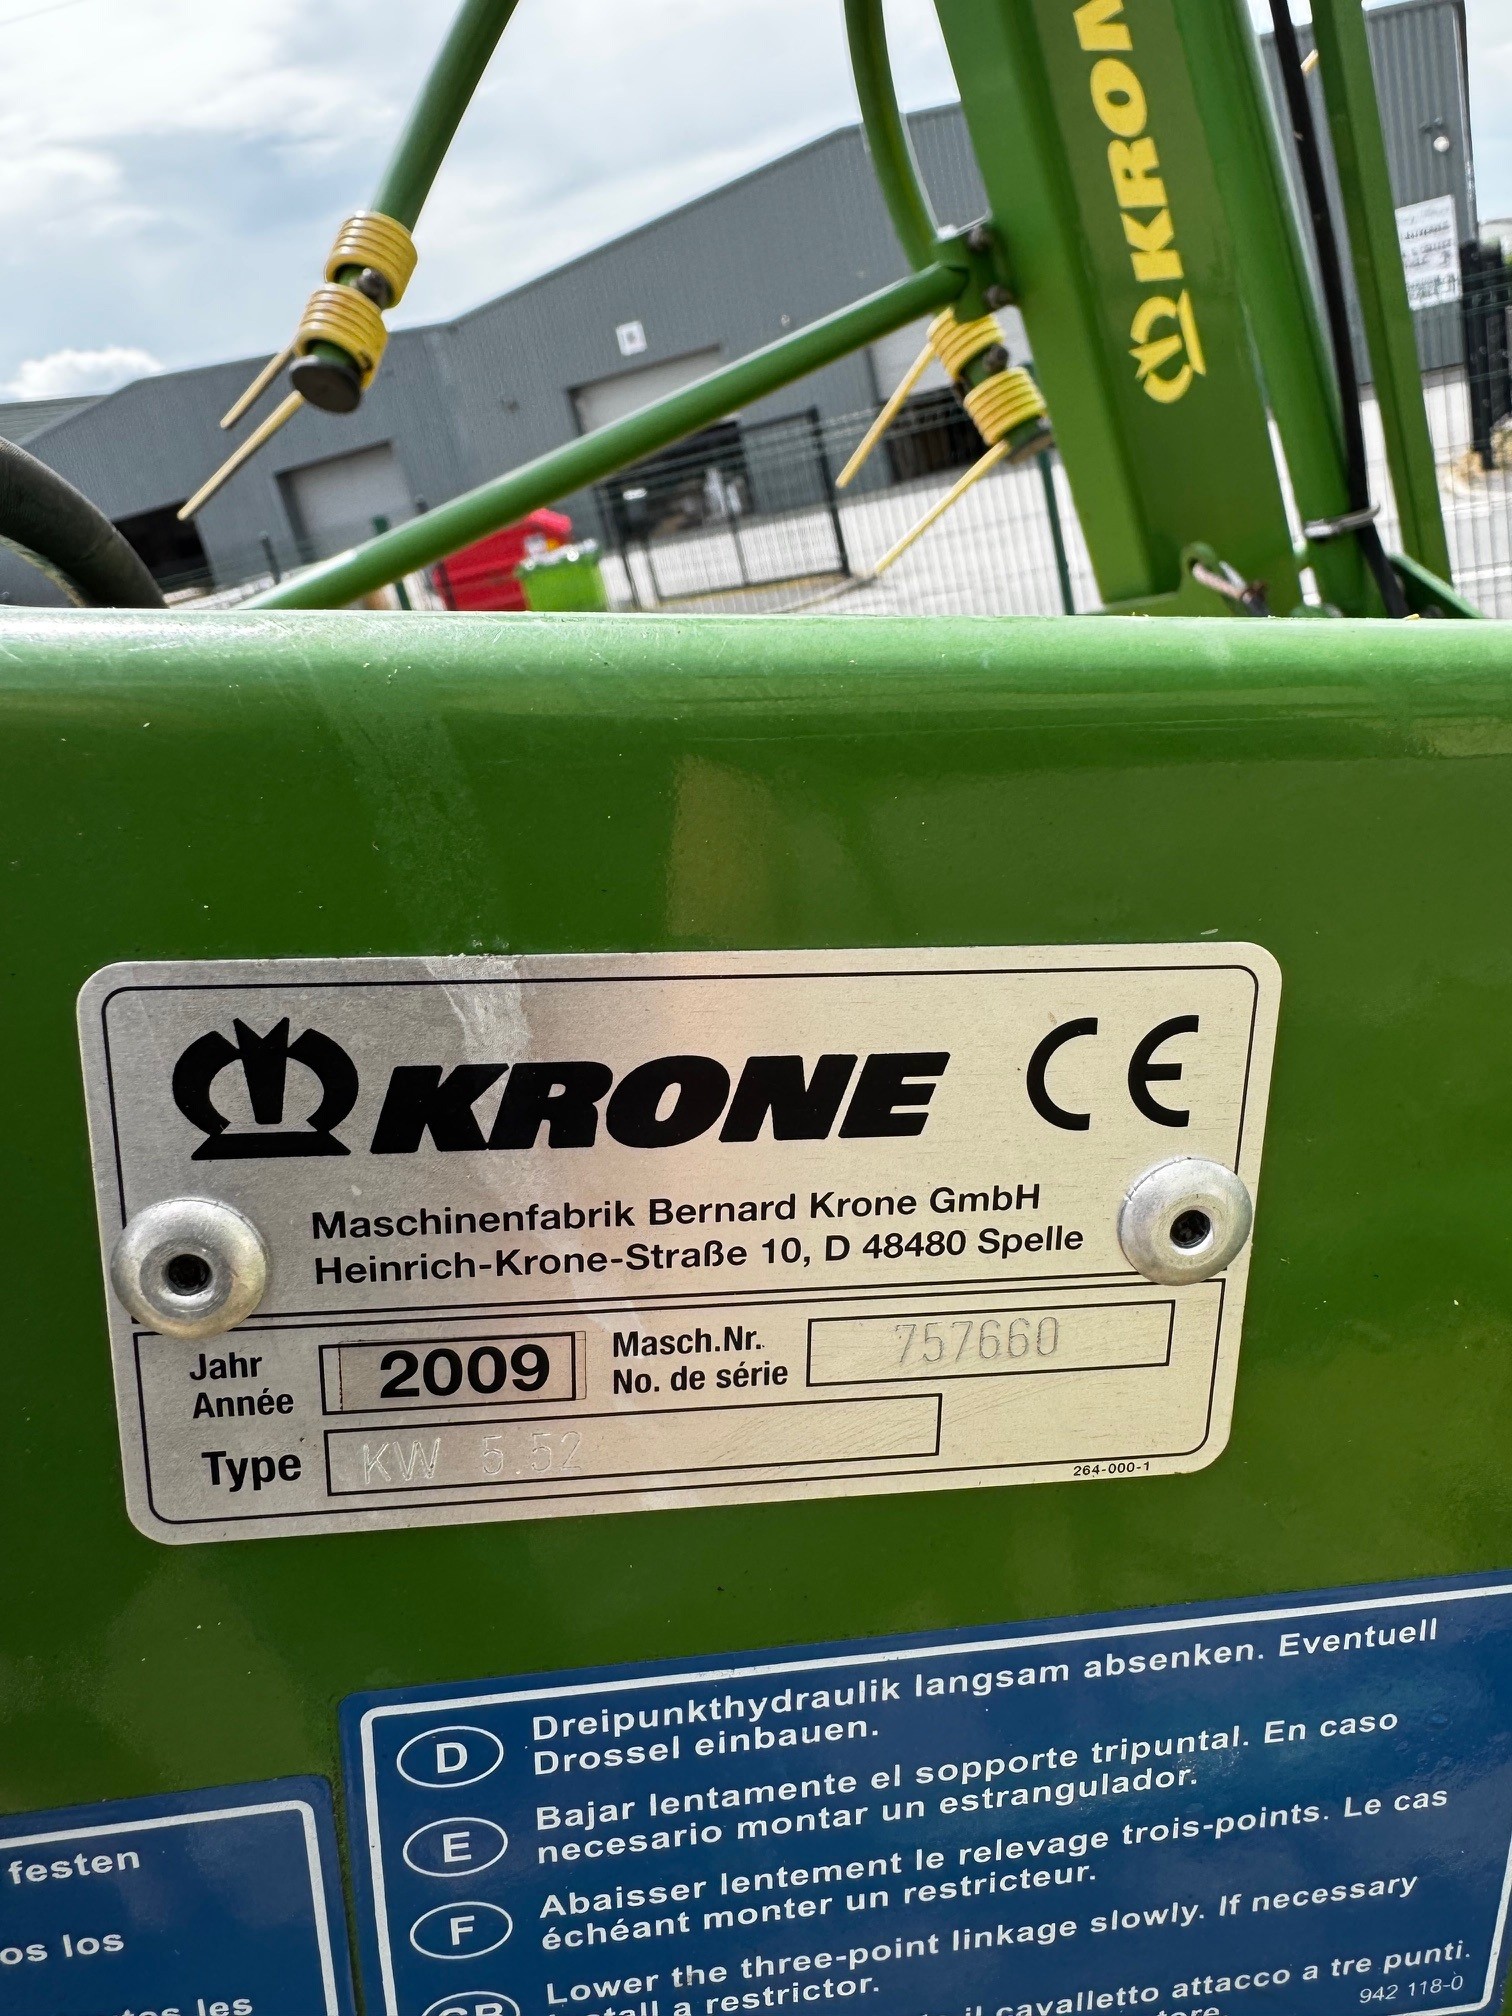 KRON
KRONE CE
Maschinenfabrik Bernard Krone GmbH
Heinrich-Krone-Straße 10, D 48480 Spelle
Jahr
Année
2009
Masch.Nr.
No. de série
757660
Type
KW 5.52
264-000-1
D
Dreipunkthydraulik langsam absenken. Eventuell
Drossel einbauen.
E
Bajar lentamente el sopporte tripuntal. En caso
necesario montar un estrangulador.
F
Abaisser lentement le relevage trois-points. Le cas
échéant monter un restricteur.
GB
Lower the three-point linkage slowly. If necessary
a restrictor.
il cavalletto attacco a tre punti.
942 118-0
festen
os los
les